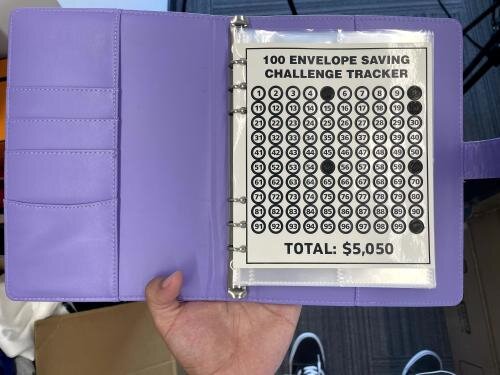 100 ENVELOPE SAVING
CHALLENGE TRACKER
1 2 3 4 6 7 8 9
11 12 13 14 15 16 17 18 19
21 22 23 24 25 26 27 28 29 30
31 32 33 34 35 36 37 38 39 40
41 42 43 44 45 46 47 48 49 50
51 52 53 54 56 57 58 59
61 62 63 64 65 66 67 68 69 70
71 72 73 74 75 76 77 78 79 80
81 82 83 84 85 86 87 88 89 90
91 92 93 94 95 96 97 98 99
TOTAL: $5,050